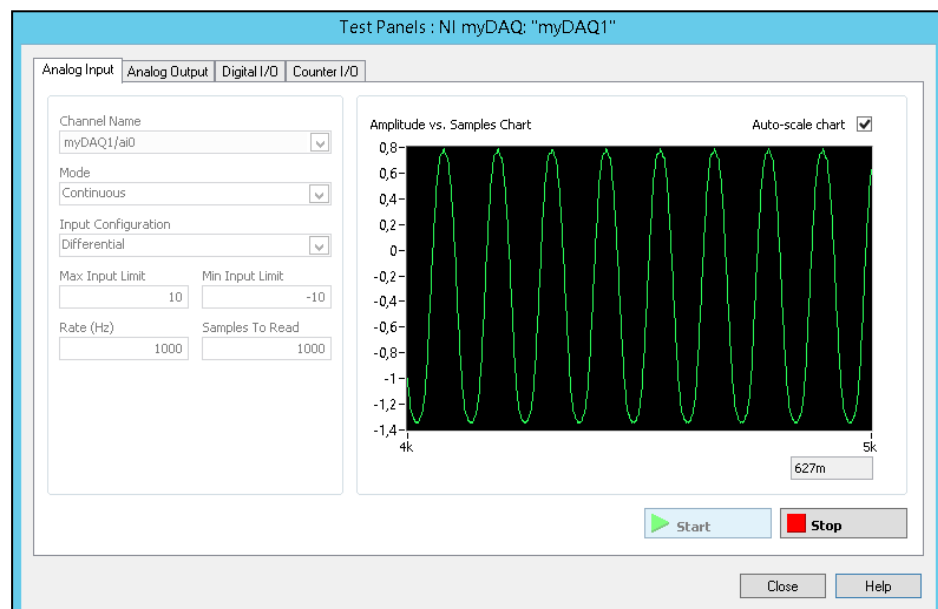 Test Panels : NI myDAQ: "myDAQ1"
Analog Input Analog Output Digital I/O Counter I/O
Channel Name
myDAQ1/ai0
Mode
Continuous
Input Configuration
Differential
Max Input Limit Min Input Limit
10 -10
Rate (Hz) Samples To Read
1000 1000
Amplitude vs. Samples Chart Auto-scale chart
0,8
0,6
0,4
0,2
0
-0,2
-0,4
-0,6
-0,8
-1
-1,2
-1,4
4k 5k
627m
Start Stop
Close Help